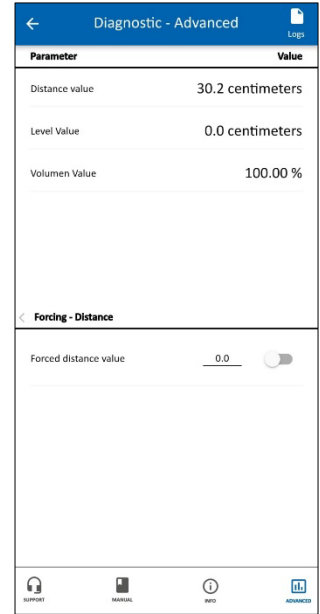 Diagnostic - Advanced
Logs
Parameter Value
Distance value 30.2 centimeters
Level Value 0.0 centimeters
Volumen Value 100.00 %
Forcing - Distance
Forced distance value 0.0
SUPPORT MANUAL INFO ADVANCED